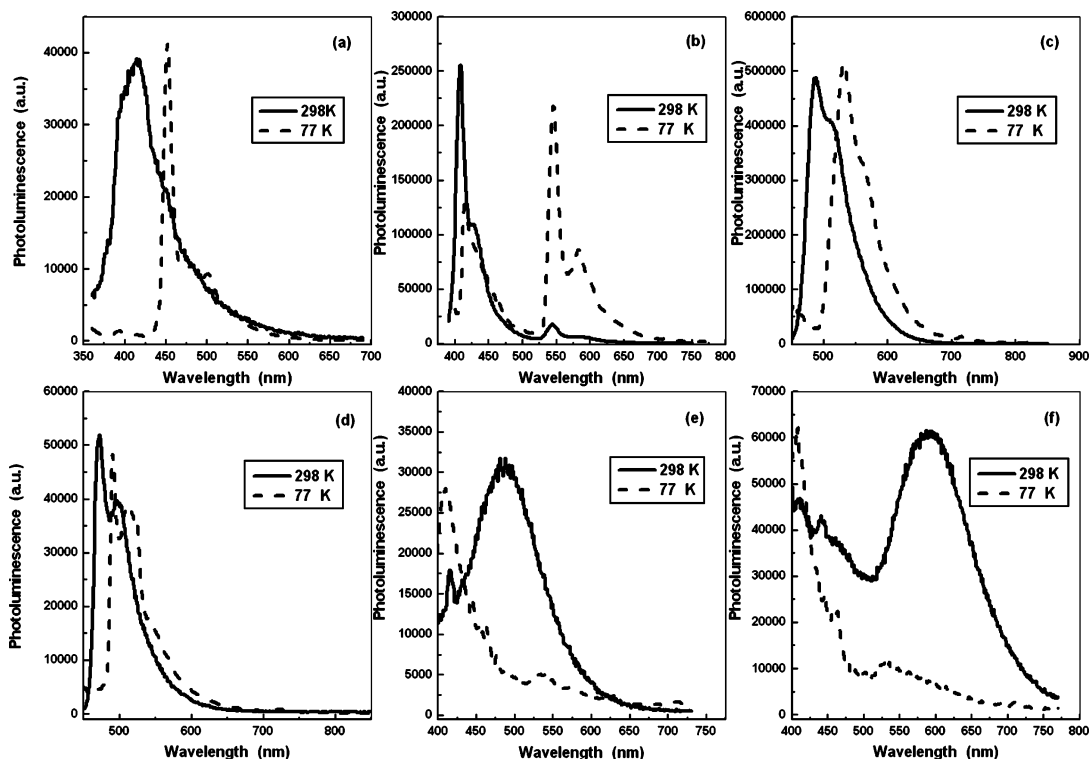 (a)
298K
77 K
Photoluminescence (a.u.)
40000
30000
20000
10000
0
350 400 450 500 550 600 650 700
Wavelength (nm)
(b)
298 K
77 K
Photoluminescence (a.u.)
300000
250000
200000
150000
100000
50000
0
400 450 500 550 600 650 700 750 800
Wavelength (nm)
(c)
298 K
77 K
Photoluminescence (a.u.)
600000
500000
400000
300000
200000
100000
0
500 600 700 800 900
Wavelength (nm)
(d)
298 K
77 K
Photoluminescence (a.u.)
60000
50000
40000
30000
20000
10000
0
500 600 700 800
Wavelength (nm)
(e)
298 K
77 K
Photoluminescence (a.u.)
40000
35000
30000
25000
20000
15000
10000
5000
0
400 450 500 550 600 650 700 750
Wavelength (nm)
(f)
298 K
77 K
Photoluminescence (a.u.)
70000
60000
50000
40000
30000
20000
10000
0
400 450 500 550 600 650 700 750 800
Wavelength (nm)